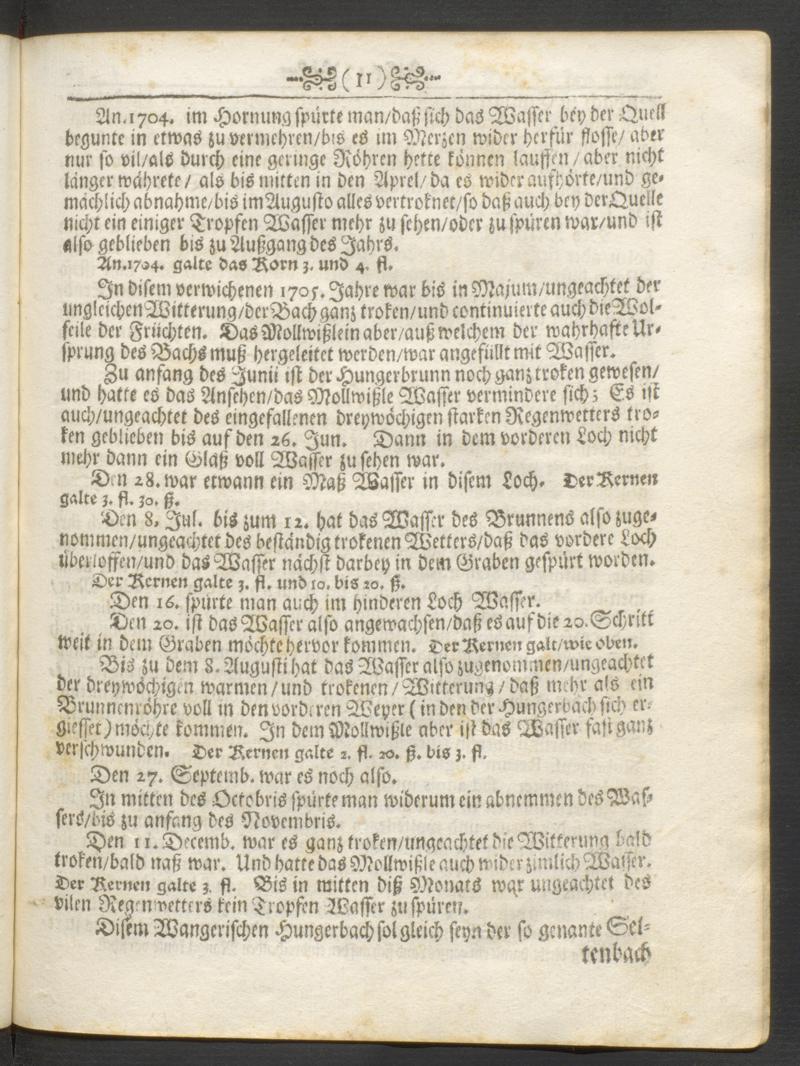 (11)
An.1704. im Hornung spürte man/daß sich das Wasser bey der Quell
begunte in etwas zu vermehren/bis es im Merzen wider herfür flosse/ aber
nur so vil/als durch eine geringe Röhren hette können lauffen / aber nicht
länger währete/ als bis mitten in den Aprel/ da es wider aufhörte/und ge-
mächlich abnahme/bis im Augusto alles vertroknet/so daß auch bey der Quelle
nicht ein einiger Tropfen Wasser mehr zu sehen/oder zu spüren war/und ist
also geblieben bis zu Außgang des Jahrs.
An.1704. galte das Korn 3. und 4. fl.
In disem verwichenen 1705. Jahre war bis in Majum/ungeachtet der
ungleichen Witterung/der Bach ganz troken/und continuierte auch die Wol-
feile der Früchten. Das Mollwißlein aber/auß welchem der wahrhafte Ur-
sprung des Bachs muß hergeleitet werden/war angefüllt mit Wasser.
Zu anfang des Junii ist der Hungerbrunn noch ganz troken gewesen/
und hatte es das Ansehen/das Mollwißle Wasser vermindere sich; Es ist
auch/ungeachtet des eingefallenen dreywöchigen starken Regenwetters tro-
ken geblieben bis auf den 26. Jun. Dann in dem vorderen Loch nicht
mehr dann ein Glaß voll Wasser zu sehen war.
Den 28. war etwann ein Maß Wasser in disem Loch. Der Kernen
galte 3. fl. 30. ß.
Den 8. Jul. bis zum 12. hat das Wasser des Brunnens also zuge-
nommen/ungeachtet des beständig trokenen Wetters/daß das vordere Loch
überloffen/und das Wasser nächst darbey in dem Graben gespürt worden.
Der Kernen galte 3. fl. und 10. bis 20. ß.
Den 16. spürte man auch im hinderen Loch Wasser.
Den 20. ist das Wasser also angewachsen/daß es auf die 20. Schritt
weit in dem Graben möchte hervor kommen. Der Kernen galt/wie oben.
Bis zu dem 8. Augusti hat das Wasser also zugenommen/ungeachtet
der dreywöchigen warmen/und trokenen/ Witterung/ daß mehr als ein
Brunnenröhre voll in den vorderen Weyer (in den der Hungerbach sich er-
giesset) möchte kommen. In dem Mollwißle aber ist das Wasser fast ganz
verschwunden. Der Kernen galte 2. fl. 20. ß. bis 3. fl.
Den 27. Septemb. war es noch also.
In mitten des Octobris spürte man widerum ein abnemmen des Was-
sers/bis zu anfang des Novembris.
Den 11. Decemb. war es ganz troken/ungeachtet die Witterung bald
troken/bald naß war. Und hatte das Mollwißle auch wider zimlich Wasser.
Der Kernen galte 3. fl. Bis in mitten diß Monats war ungeachtet des
vilen Regenwetters kein Tropfen Wasser zu spüren.
Disem Wangerischen Hungerbach sol gleich seyn der so genante Sel-
tenbach